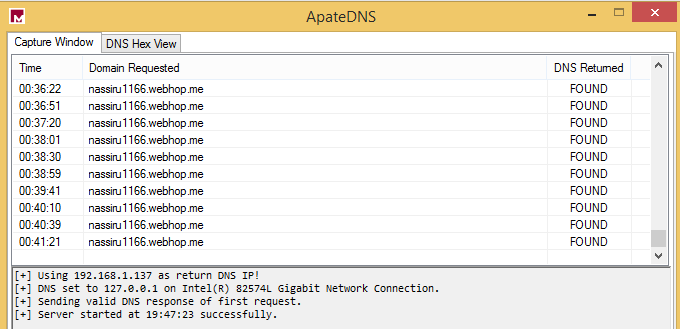 ApateDNS
Capture Window DNS Hex View
Time Domain Requested DNS Returned
00:36:22 nassiru1166.webhop.me FOUND
00:36:51 nassiru1166.webhop.me FOUND
00:37:20 nassiru1166.webhop.me FOUND
00:38:01 nassiru1166.webhop.me FOUND
00:38:30 nassiru1166.webhop.me FOUND
00:38:59 nassiru1166.webhop.me FOUND
00:39:41 nassiru1166.webhop.me FOUND
00:40:10 nassiru1166.webhop.me FOUND
00:40:39 nassiru1166.webhop.me FOUND
00:41:21 nassiru1166.webhop.me FOUND
[+] Using 192.168.1.137 as return DNS IP!
[+] DNS set to 127.0.0.1 on Intel(R) 82574L Gigabit Network Connection.
[+] Sending valid DNS response of first request.
[+] Server started at 19:47:23 successfully.